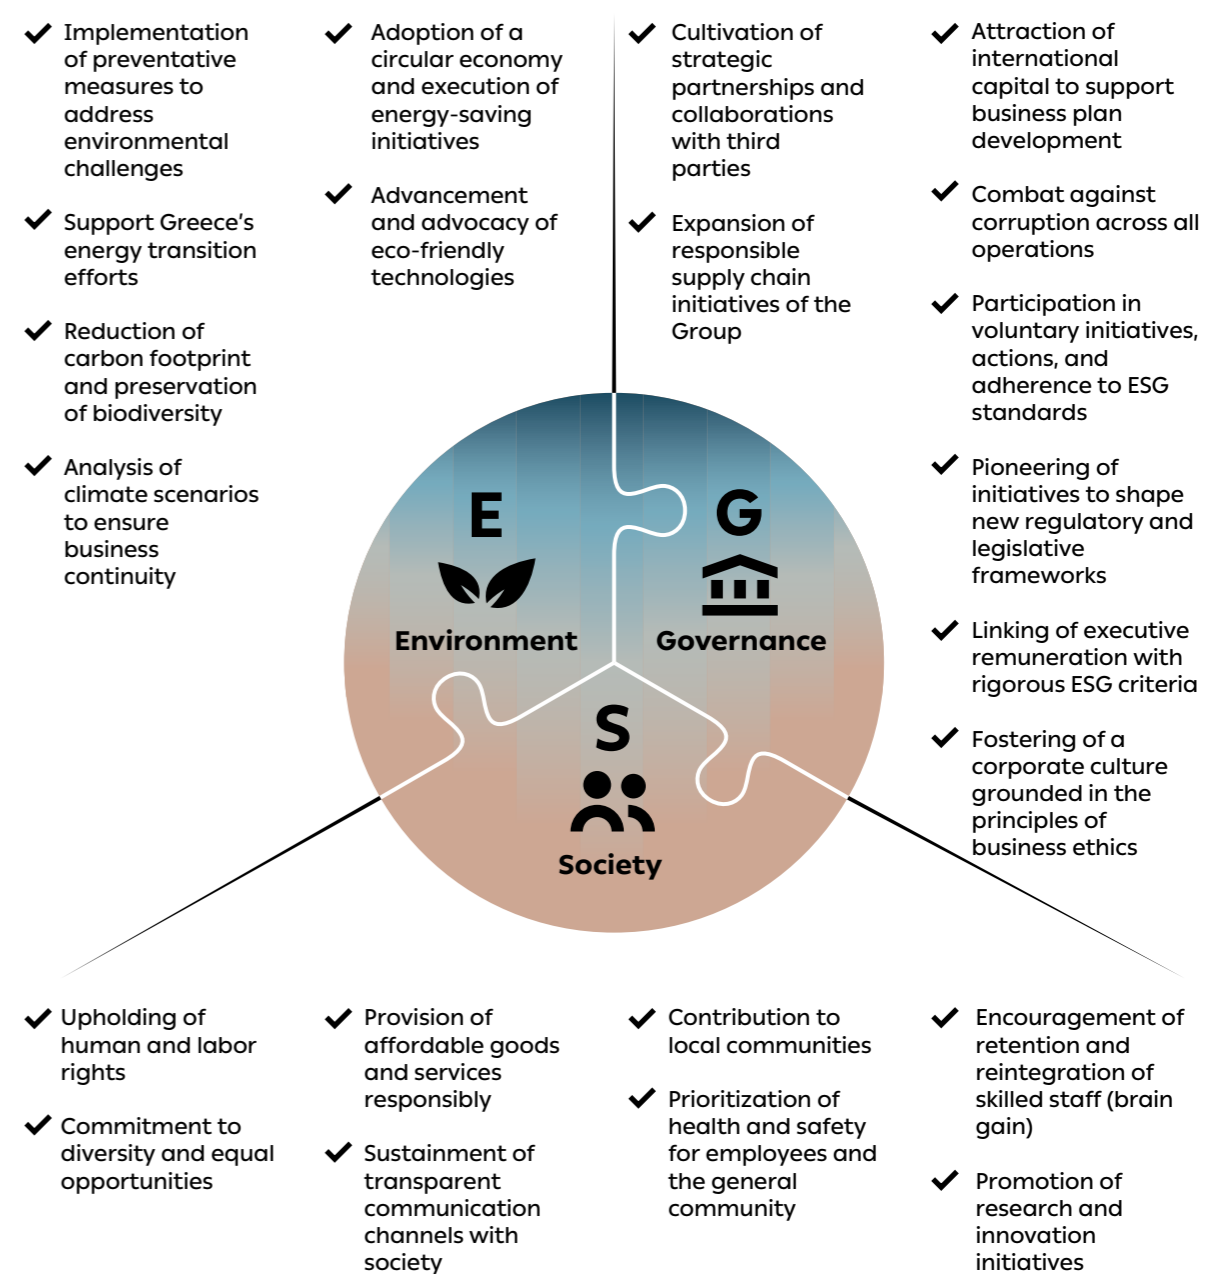 Implementation
of preventative
measures to
address
environmental
challenges
Support Greece's
energy transition
efforts
Reduction of
carbon footprint
and preservation
of biodiversity
Analysis of
climate scenarios
to ensure
business
continuity
Adoption of a
circular economy
and execution of
energy-saving
initiatives
Advancement
and advocacy of
eco-friendly
technologies
Cultivation of
strategic
partnerships and
collaborations
with third
parties
Expansion of
responsible
supply chain
initiatives of the
Group
Attraction of
international
capital to support
business plan
development
Combat against
corruption across all
operations
Participation in
voluntary initiatives,
actions, and
adherence to ESG
standards
Pioneering of
initiatives to shape
new regulatory and
legislative
frameworks
Linking of executive
remuneration with
rigorous ESG criteria
Fostering of a
corporate culture
grounded in the
principles of
business ethics
E
Environment
G
Governance
S
Society
Upholding of
human and labor
rights
Commitment to
diversity and equal
opportunities
Provision of
affordable goods
and services
responsibly
Sustainment of
transparent
communication
channels with
society
Contribution to
local communities
Prioritization of
health and safety
for employees and
the general
community
Encouragement of
retention and
reintegration of
skilled staff (brain
gain)
Promotion of
research and
innovation
initiatives